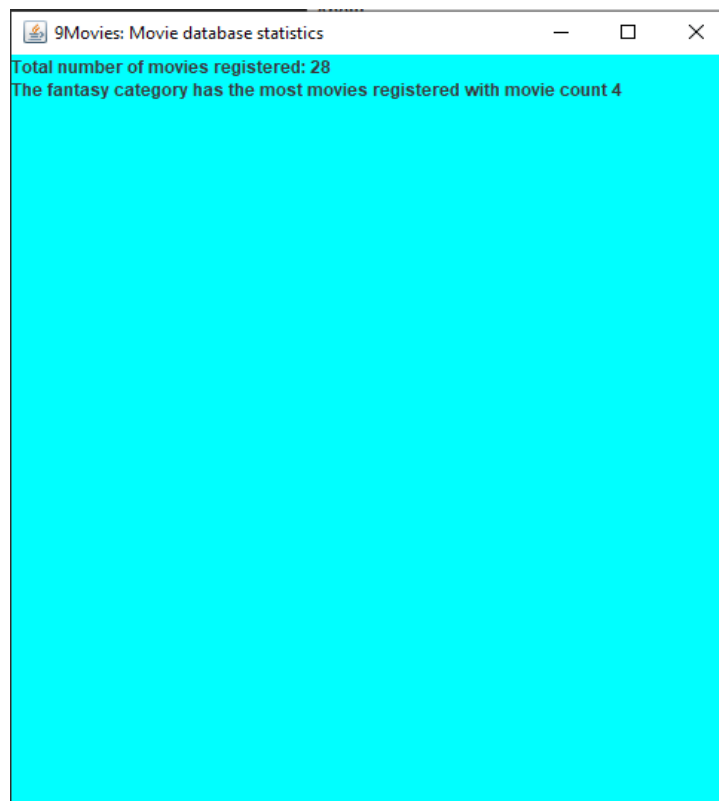 9Movies: Movie database statistics
Total number of movies registered: 28
The fantasy category has the most movies registered with movie count 4